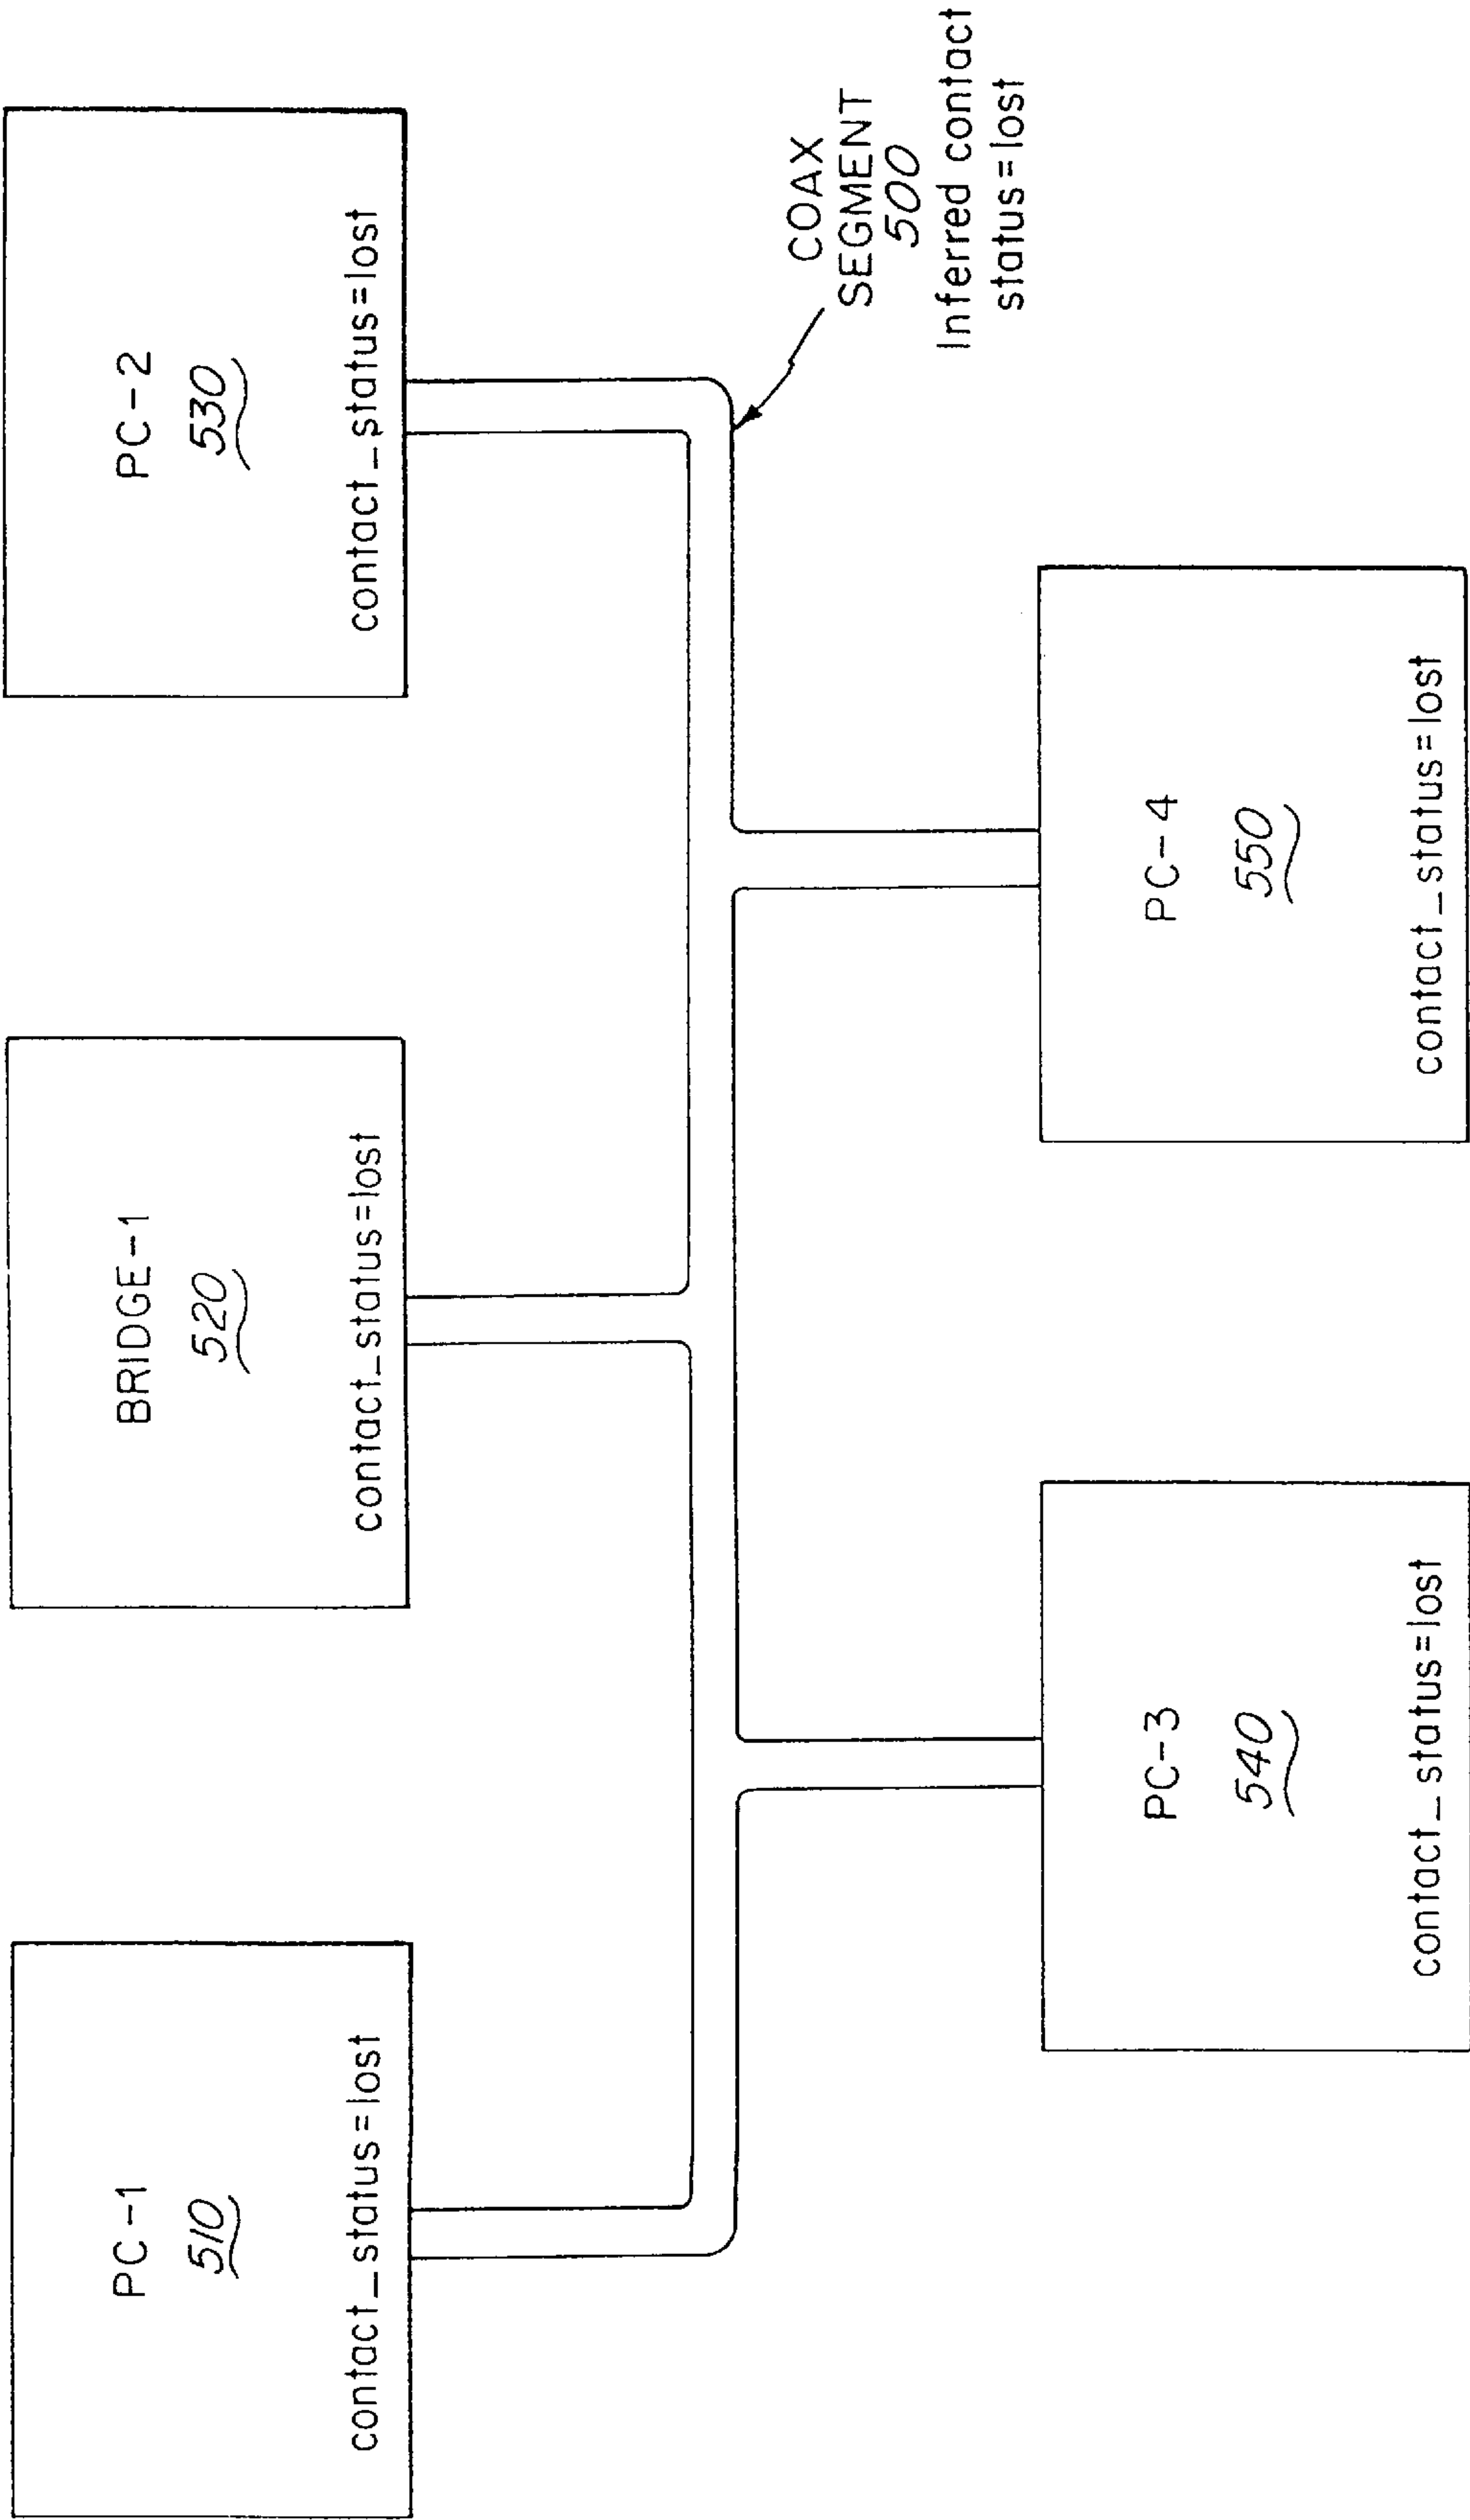 PC-1
510
contact_status=lost
BRIDGE-1
520
contact_status=lost
PC-2
530
contact_status=lost
COAX
SEGMENT
500
Inferred contact
status=lost
PC-3
540
contact_status=lost
PC-4
550
contact_status=lost